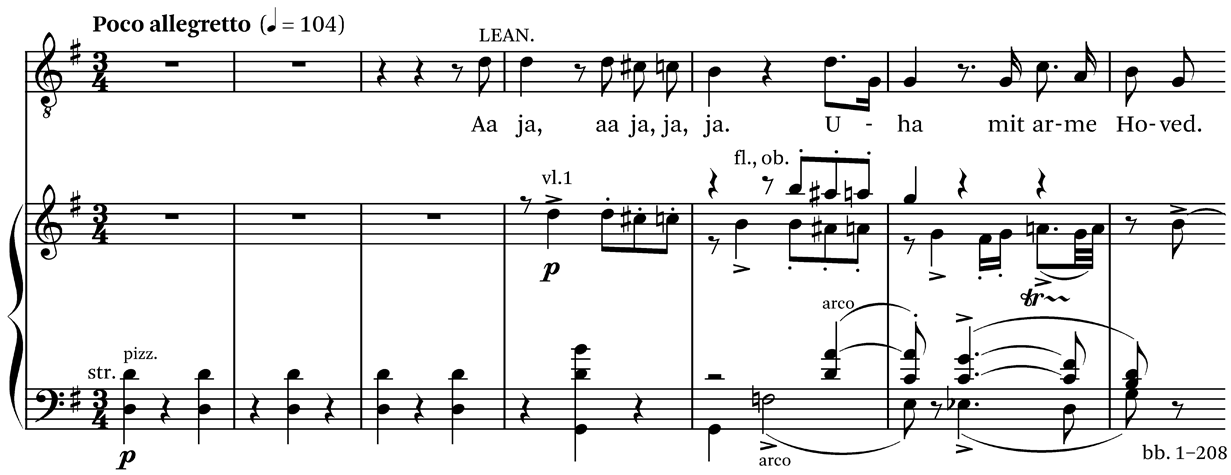 Poco allegretto (♩ = 104)
LEAN.
Aa ja, aa ja, ja, ja. U - ha mit ar-me Ho-ved.
fl., ob.
vl.1
p
tr
arco
pizz.
str.
p
arco
bb. 1–208